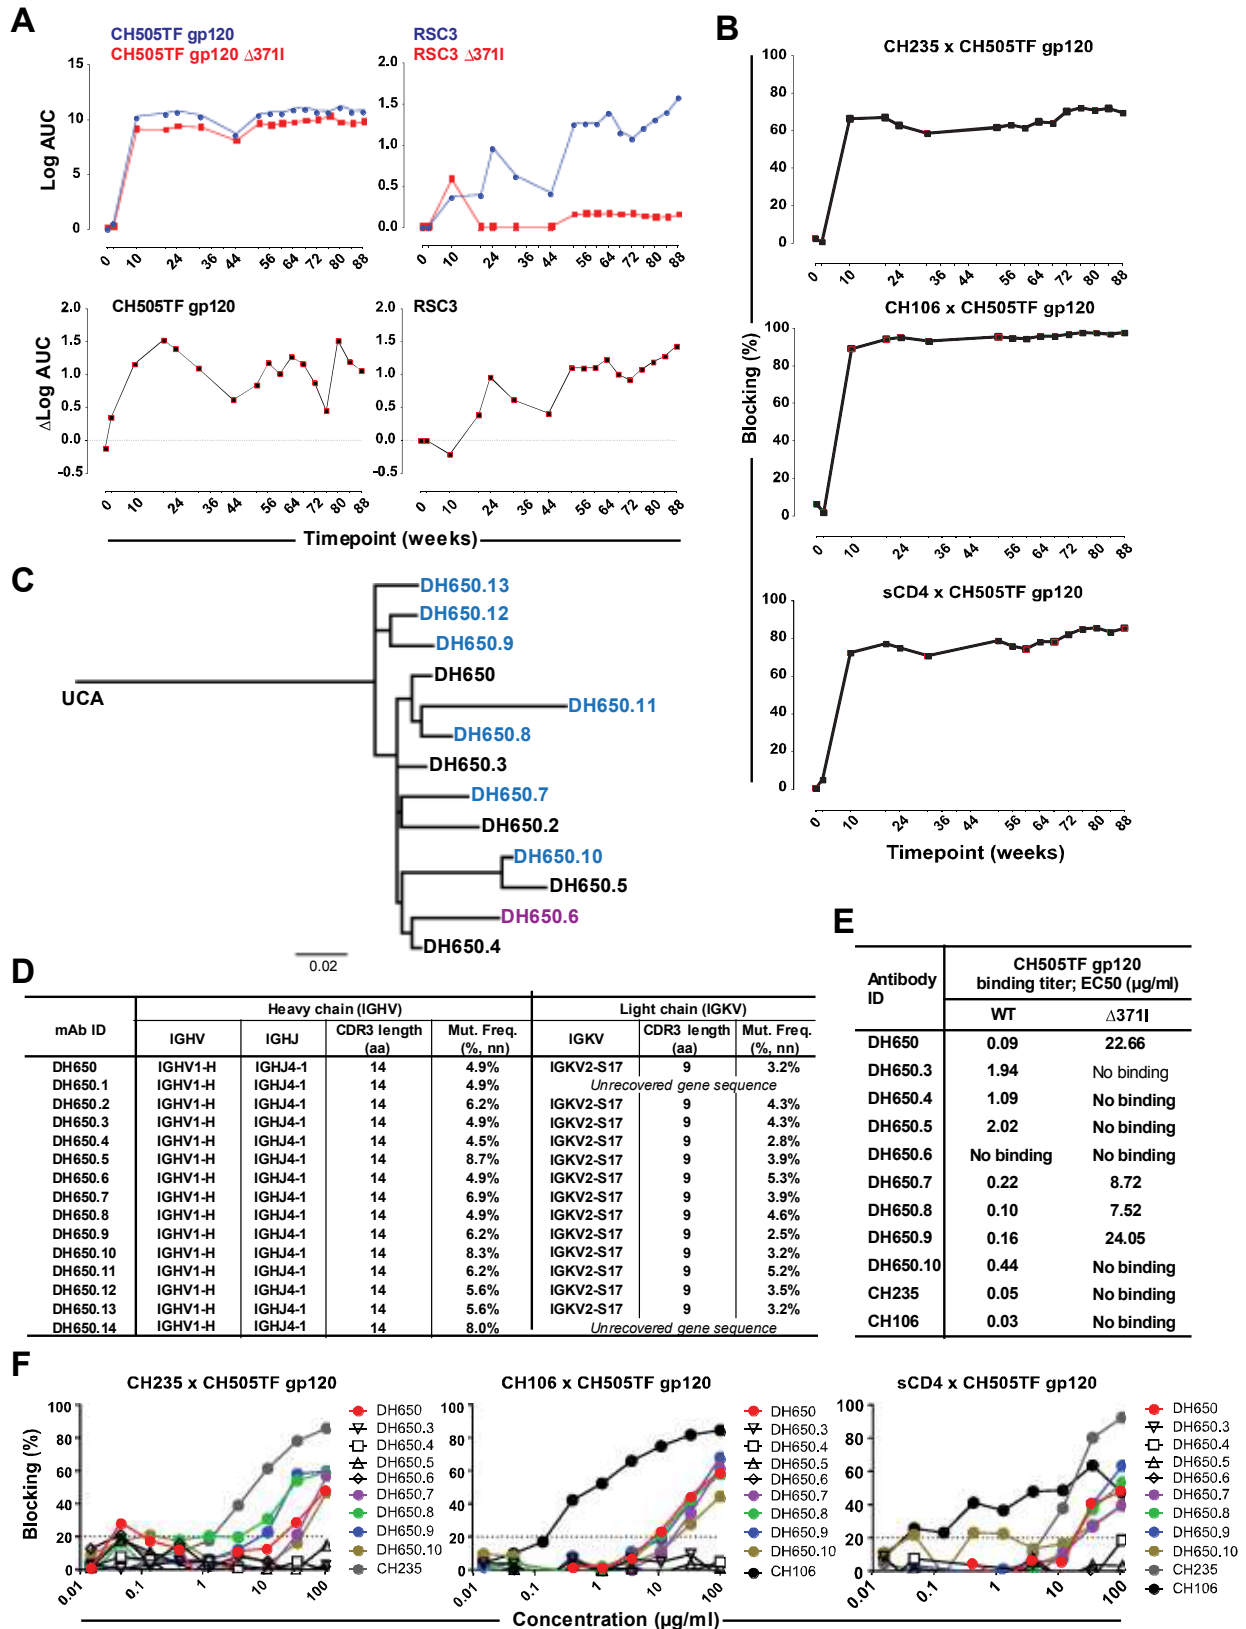 A
CH505TF gp120
CH505TF gp120 Δ371I
Log AUC
15
10
5
0
0 10 24 36 44 56 64 72 80 88
RSC3
RSC3 Δ371I
2.0
1.5
1.0
0.5
0.0
0 10 24 36 44 56 64 72 80 88
CH505TF gp120
ΔLog AUC
2.0
1.5
1.0
0.5
0.0
-0.5
0 10 24 36 44 56 64 72 80 88
RSC3
2.0
1.5
1.0
0.5
0.0
-0.5
0 10 24 36 44 56 64 72 80 88
Timepoint (weeks)
B
CH235 x CH505TF gp120
100
80
60
40
20
0
0 10 24 36 44 56 64 72 80 88
CH106 x CH505TF gp120
Blocking (%)
100
80
60
40
20
0
0 10 24 36 44 56 64 72 80 88
sCD4 x CH505TF gp120
100
80
60
40
20
0
0 10 24 36 44 56 64 72 80 88
Timepoint (weeks)
C
UCA
DH650.13
DH650.12
DH650.9
DH650
DH650.11
DH650.8
DH650.3
DH650.7
DH650.2
DH650.10
DH650.5
DH650.6
DH650.4
0.02
D
Heavy chain (IGHV) Light chain (IGKV)
mAb ID IGHV IGHJ CDR3 length (aa) Mut. Freq. (%, nn) IGKV CDR3 length (aa) Mut. Freq. (%, nn)
DH650 IGHV1-H IGHJ4-1 14 4.9% IGKV2-S17 9 3.2%
DH650.1 IGHV1-H IGHJ4-1 14 4.9% Unrecovered gene sequence
DH650.2 IGHV1-H IGHJ4-1 14 6.2% IGKV2-S17 9 4.3%
DH650.3 IGHV1-H IGHJ4-1 14 4.9% IGKV2-S17 9 4.3%
DH650.4 IGHV1-H IGHJ4-1 14 4.5% IGKV2-S17 9 2.8%
DH650.5 IGHV1-H IGHJ4-1 14 8.7% IGKV2-S17 9 3.9%
DH650.6 IGHV1-H IGHJ4-1 14 4.9% IGKV2-S17 9 5.3%
DH650.7 IGHV1-H IGHJ4-1 14 6.9% IGKV2-S17 9 3.9%
DH650.8 IGHV1-H IGHJ4-1 14 4.9% IGKV2-S17 9 4.6%
DH650.9 IGHV1-H IGHJ4-1 14 6.2% IGKV2-S17 9 2.5%
DH650.10 IGHV1-H IGHJ4-1 14 8.3% IGKV2-S17 9 3.2%
DH650.11 IGHV1-H IGHJ4-1 14 6.2% IGKV2-S17 9 5.2%
DH650.12 IGHV1-H IGHJ4-1 14 5.6% IGKV2-S17 9 3.5%
DH650.13 IGHV1-H IGHJ4-1 14 5.6% IGKV2-S17 9 3.2%
DH650.14 IGHV1-H IGHJ4-1 14 8.0% Unrecovered gene sequence
E
Antibody ID CH505TF gp120 binding titer; EC50 (µg/ml)
WT Δ371I
DH650 0.09 22.66
DH650.3 1.94 No binding
DH650.4 1.09 No binding
DH650.5 2.02 No binding
DH650.6 No binding No binding
DH650.7 0.22 8.72
DH650.8 0.10 7.52
DH650.9 0.16 24.05
DH650.10 0.44 No binding
CH235 0.05 No binding
CH106 0.03 No binding
F
CH235 x CH505TF gp120
Blocking (%)
100
80
60
40
20
0
0.01 0.1 1 10 100
DH650
DH650.3
DH650.4
DH650.5
DH650.6
DH650.7
DH650.8
DH650.9
DH650.10
CH235
CH106 x CH505TF gp120
100
80
60
40
20
0
0.01 0.1 1 10 100
DH650
DH650.3
DH650.4
DH650.5
DH650.6
DH650.7
DH650.8
DH650.9
DH650.10
CH106
sCD4 x CH505TF gp120
100
80
60
40
20
0
0.01 0.1 1 10 100
DH650
DH650.3
DH650.4
DH650.5
DH650.6
DH650.7
DH650.8
DH650.9
DH650.10
CH235
CH106
Concentration (µg/ml)